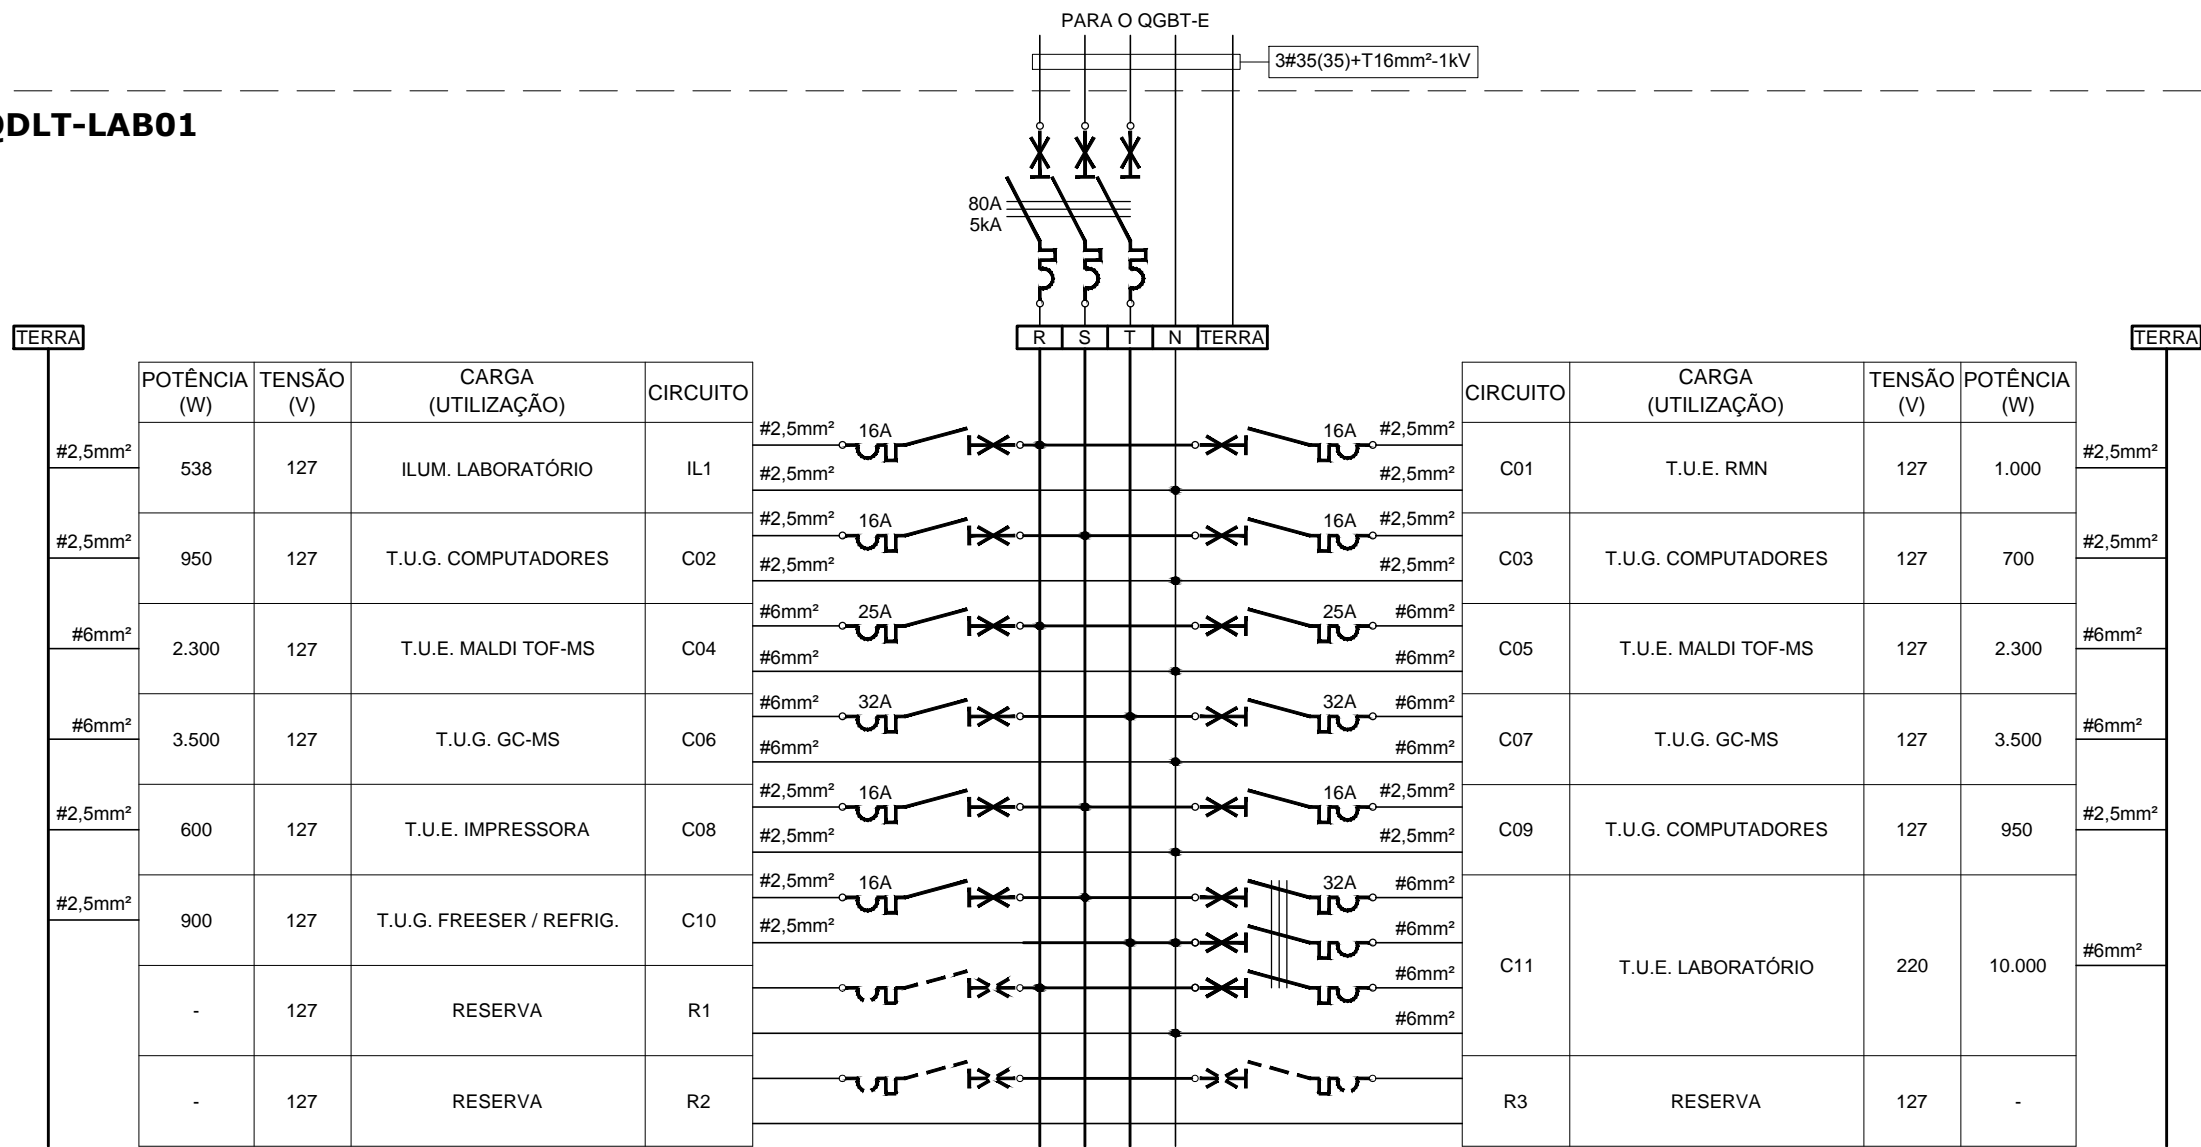 PARA O QGBT-E
3#35(35)+T16mm²-1kV
QDLT-LAB01
80A
5kA
TERRA
R S T N TERRA
TERRA
POTÊNCIA (W) TENSÃO (V) CARGA (UTILIZAÇÃO) CIRCUITO
CIRCUITO CARGA (UTILIZAÇÃO) TENSÃO (V) POTÊNCIA (W)
#2,5mm² 538 127 ILUM. LABORATÓRIO IL1 #2,5mm² 16A #2,5mm²
16A #2,5mm² #2,5mm² C01 T.U.E. RMN 127 1.000 #2,5mm²
#2,5mm² 950 127 T.U.G. COMPUTADORES C02 #2,5mm² 16A #2,5mm²
16A #2,5mm² #2,5mm² C03 T.U.G. COMPUTADORES 127 700 #2,5mm²
#6mm² 2.300 127 T.U.E. MALDI TOF-MS C04 #6mm² 25A #6mm²
25A #6mm² #6mm² C05 T.U.E. MALDI TOF-MS 127 2.300 #6mm²
#6mm² 3.500 127 T.U.G. GC-MS C06 #6mm² 32A #6mm²
32A #6mm² #6mm² C07 T.U.G. GC-MS 127 3.500 #6mm²
#2,5mm² 600 127 T.U.E. IMPRESSORA C08 #2,5mm² 16A #2,5mm²
16A #2,5mm² #2,5mm² C09 T.U.G. COMPUTADORES 127 950 #2,5mm²
#2,5mm² 900 127 T.U.G. FREESER / REFRIG. C10 #2,5mm² 16A #2,5mm²
32A #6mm² #6mm² #6mm² #6mm² C11 T.U.E. LABORATÓRIO 220 10.000 #6mm²
- 127 RESERVA R1
- 127 RESERVA R2
R3 RESERVA 127 -